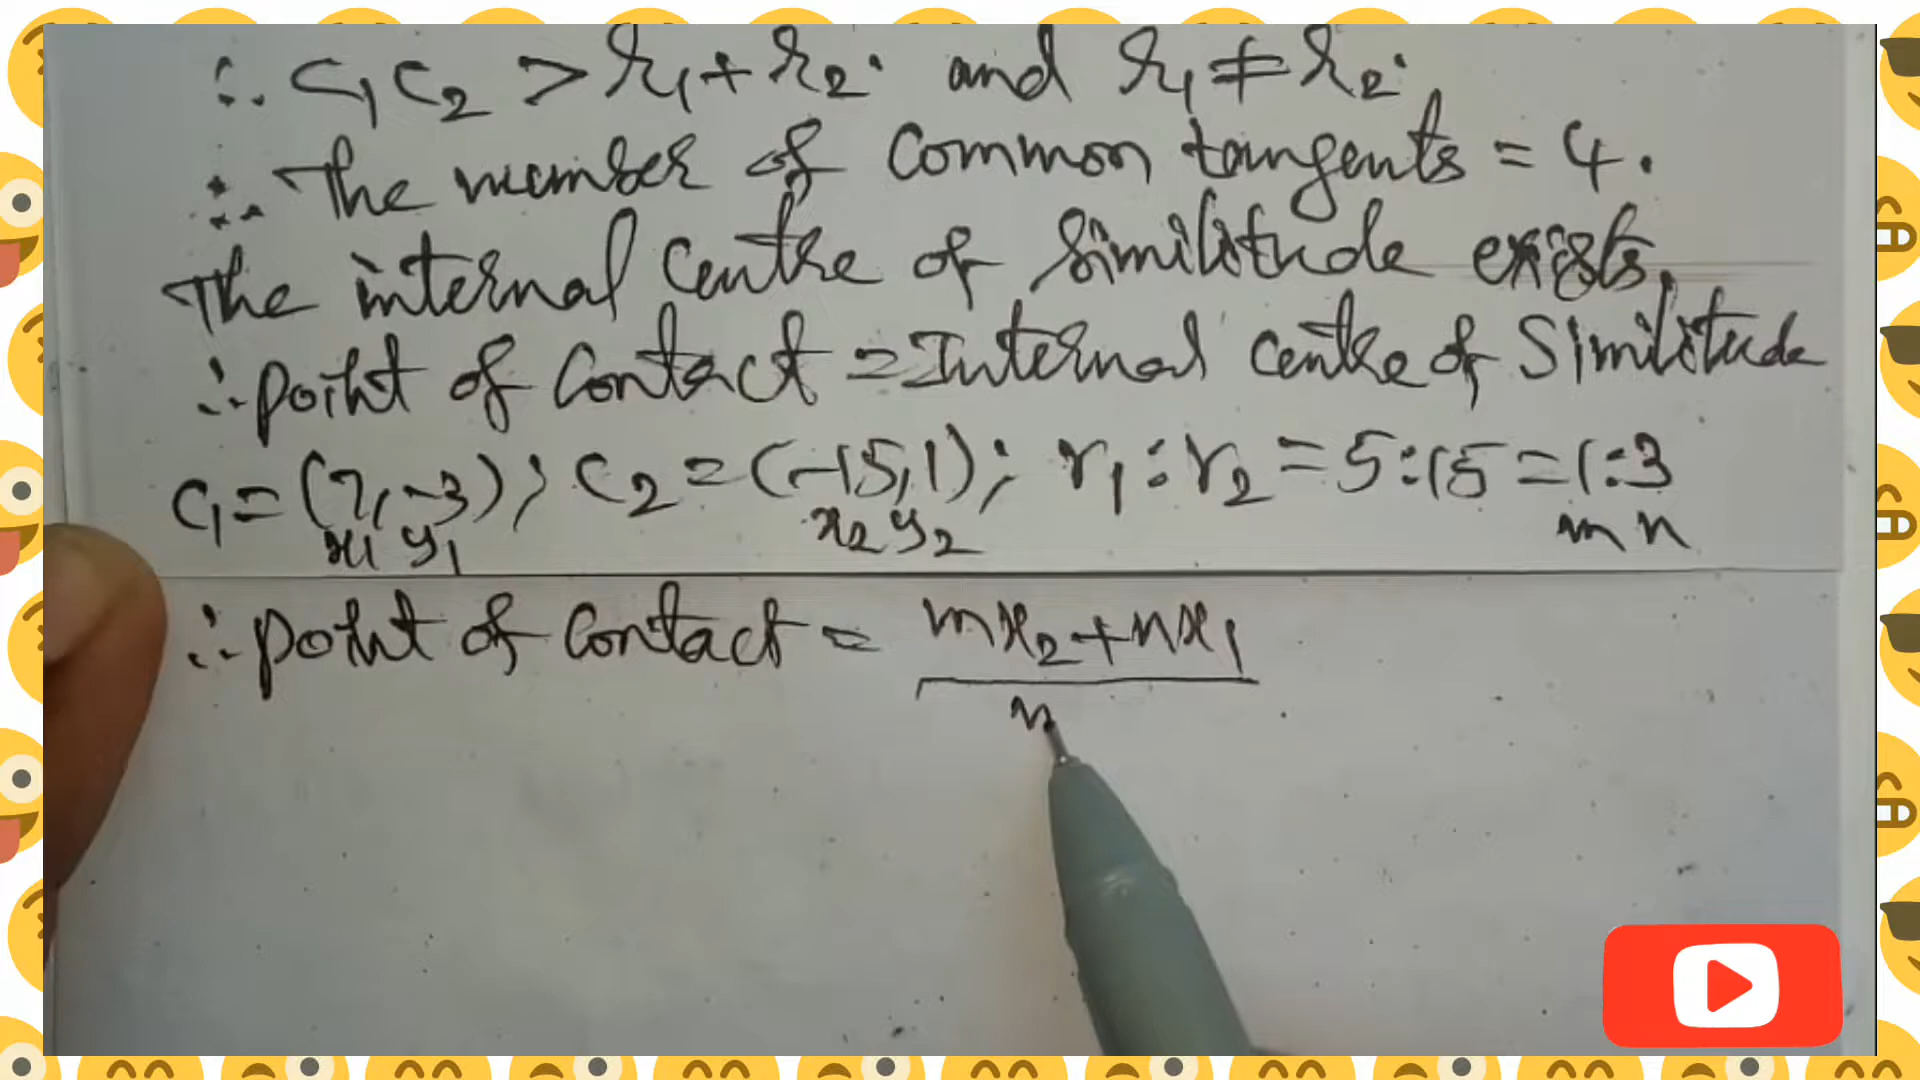 ∴ C₁C₂ > r₁ + r₂. and r₁ ≠ r₂.
∴ The number of common tangents = 4.
The internal centre of similitude exists.
∴ point of contact = Internal centre of Similitude
C₁ = (7, -3); C₂ = (-15, 1); r₁ : r₂ = 5:15 = 1:3
x₁ y₁ x₂ y₂ m n
∴ point of contact = mx₂ + nx₁
m